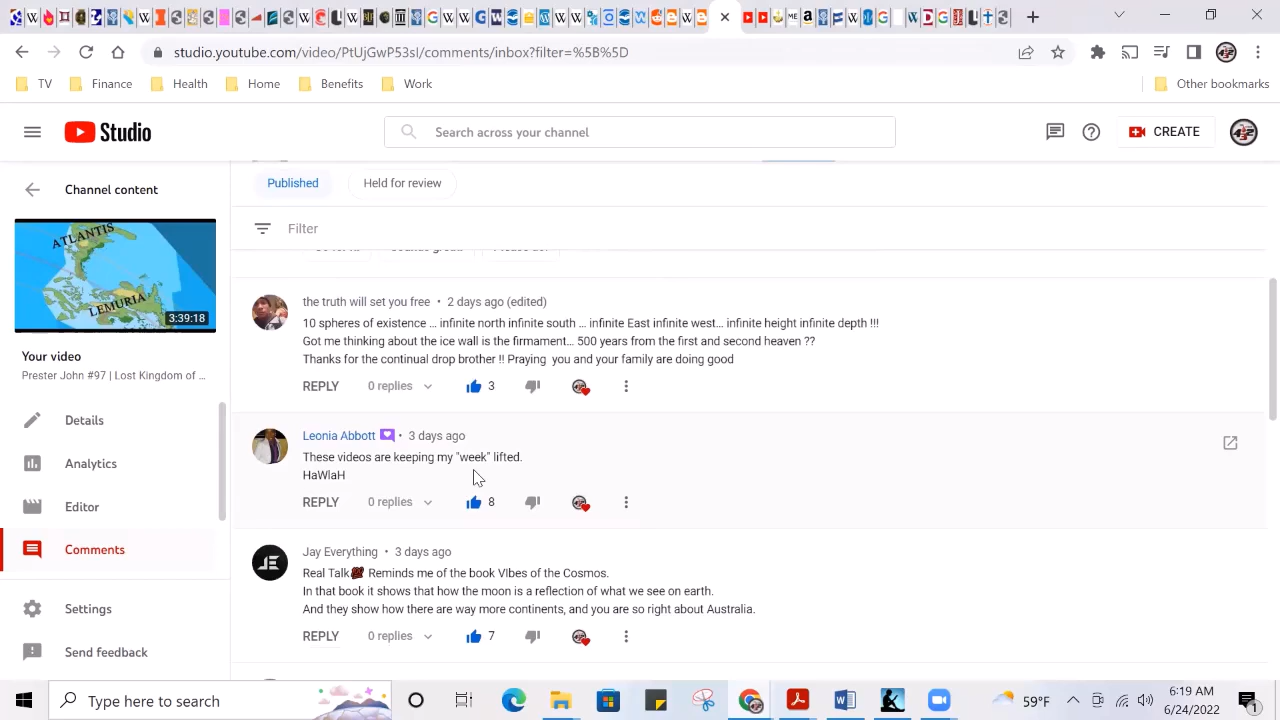 studio.youtube.com/video/PtUjGwP53sI/comments/inbox?filter=%5B%5D
TV Finance Health Home Benefits Work Other bookmarks
Studio
Search across your channel
CREATE
Channel content
Published Held for review
Filter
ATLANTIS
LEMURIA
3:39:18
Your video
Prester John #97 | Lost Kingdom of ...
Details
Analytics
Editor
Comments
Settings
Send feedback
the truth will set you free • 2 days ago (edited)
10 spheres of existence ... infinite north infinite south ... infinite East infinite west... infinite height infinite depth !!!
Got me thinking about the ice wall is the firmament... 500 years from the first and second heaven ??
Thanks for the continual drop brother !! Praying you and your family are doing good
REPLY 0 replies 3
Leonia Abbott • 3 days ago
These videos are keeping my "week" lifted.
HaWlaH
REPLY 0 replies 8
Jay Everything • 3 days ago
Real Talk💯 Reminds me of the book VIbes of the Cosmos.
In that book it shows that how the moon is a reflection of what we see on earth.
And they show how there are way more continents, and you are so right about Australia.
REPLY 0 replies 7
Type here to search
59°F
6:19 AM
6/24/2022
1